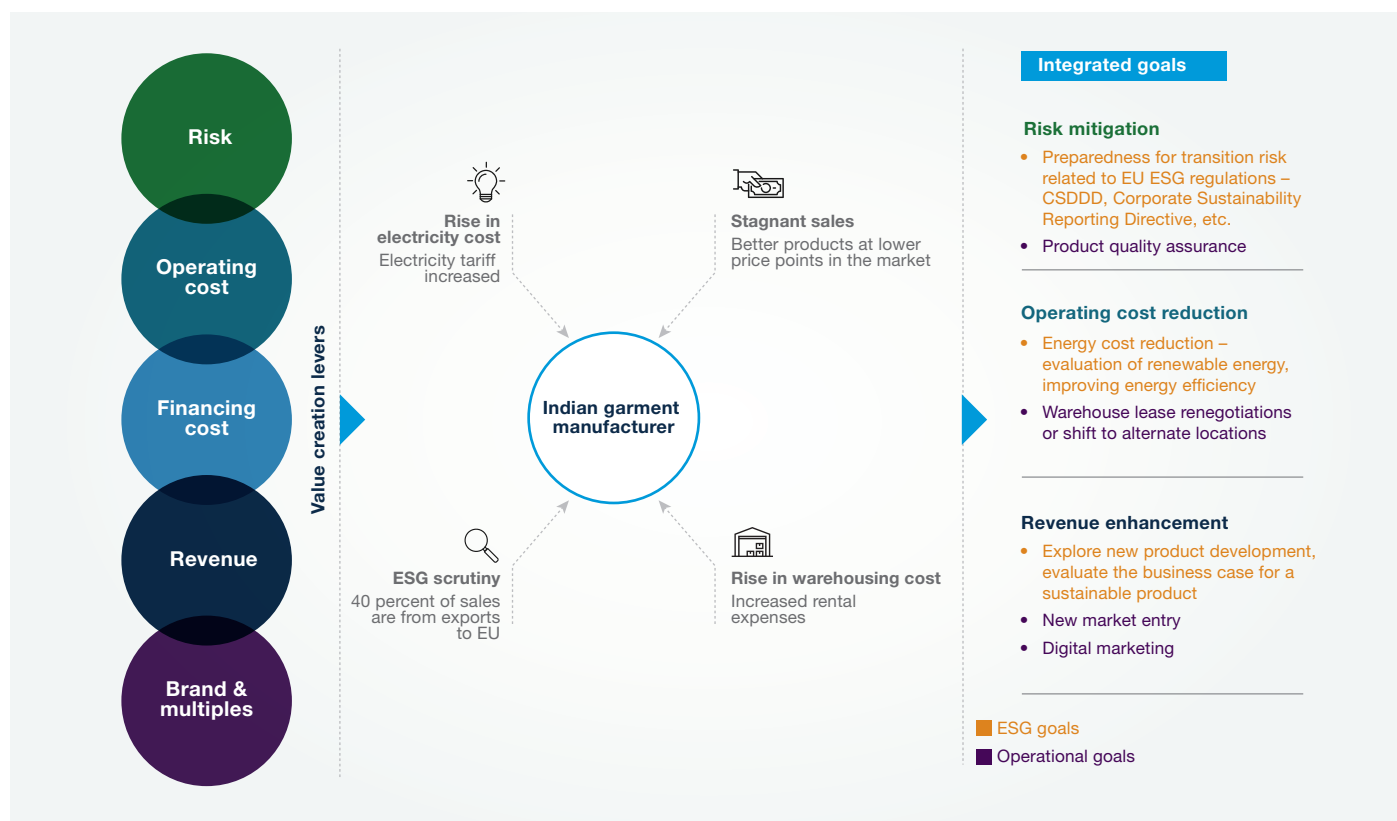 Risk
Operating
cost
Financing
cost
Revenue
Brand &
multiples
Value creation levers
Rise in
electricity cost
Electricity tariff
increased
Stagnant sales
Better products at lower
price points in the market
Indian garment
manufacturer
ESG scrutiny
40 percent of sales
are from exports
to EU
Rise in warehousing cost
Increased rental
expenses
Integrated goals
Risk mitigation
• Preparedness for transition risk
related to EU ESG regulations –
CSDDD, Corporate Sustainability
Reporting Directive, etc.
• Product quality assurance
Operating cost reduction
• Energy cost reduction –
evaluation of renewable energy,
improving energy efficiency
• Warehouse lease renegotiations
or shift to alternate locations
Revenue enhancement
• Explore new product development,
evaluate the business case for a
sustainable product
• New market entry
• Digital marketing
ESG goals
Operational goals